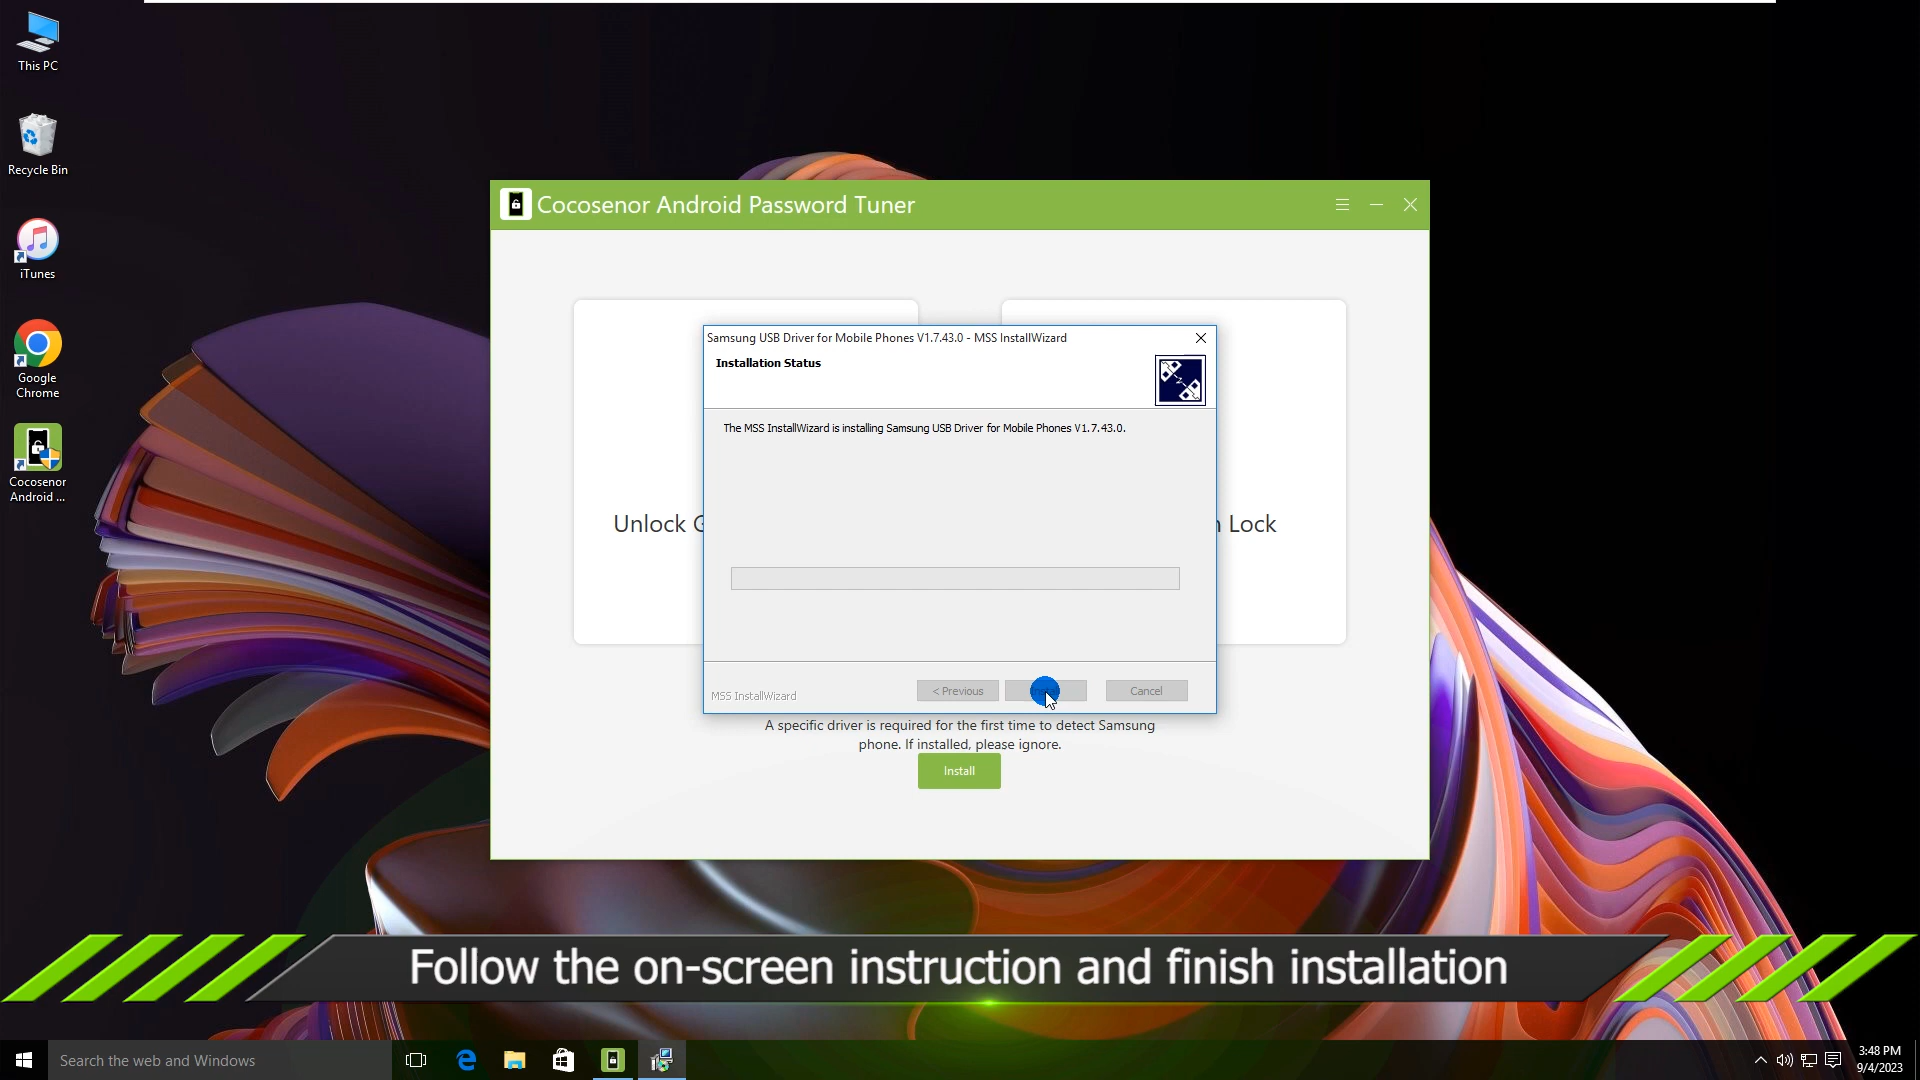 This PC
Recycle Bin
iTunes
Google
Chrome
Cocosenor
Android ...
Cocosenor Android Password Tuner
Samsung USB Driver for Mobile Phones V1.7.43.0 - MSS InstallWizard
Installation Status
The MSS InstallWizard is installing Samsung USB Driver for Mobile Phones V1.7.43.0.
Unlock
Lock
MSS InstallWizard
< Previous
Cancel
A specific driver is required for the first time to detect Samsung
phone. If installed, please ignore.
Install
Follow the on-screen instruction and finish installation
Search the web and Windows
3:48 PM
9/4/2023